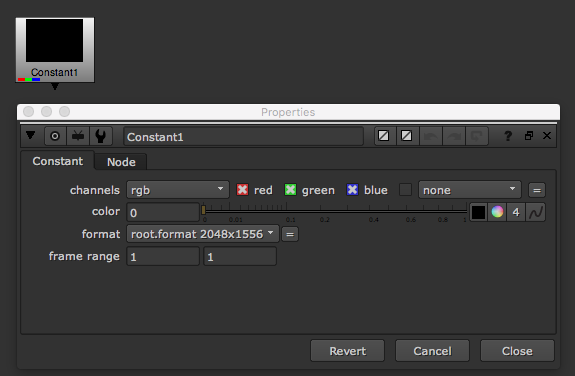 Constant1
Properties
Constant1 ?
Constant Node
channels rgb red green blue none =
color 0 0 0.01 0.1 0.2 0.4 0.6 0.8 1 4
format root.format 2048x1556 =
frame range 1 1
Revert Cancel Close